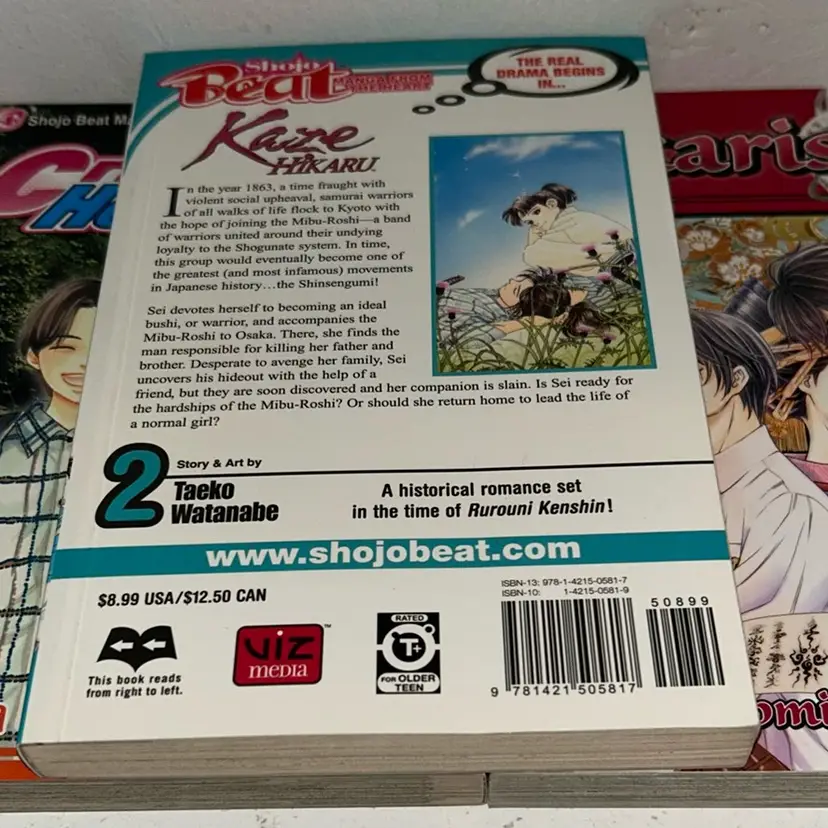 Shojo
Beat
MANGA FROM
THE HEART
THE REAL
DRAMA BEGINS
IN...
Shojo Beat
Kaze
HIKARU
In the year 1863, a time fraught with
violent social upheaval, samurai warriors
of all walks of life flock to Kyoto with
the hope of joining the Mibu-Roshi—a band
of warriors united around their undying
loyalty to the Shogunate system. In time,
this group would eventually become one of
the greatest (and most infamous) movements
in Japanese history...the Shinsengumi!
Sei devotes herself to becoming an ideal
bushi, or warrior, and accompanies the
Mibu-Roshi to Osaka. There, she finds the
man responsible for killing her father and
brother. Desperate to avenge her family, Sei
uncovers his hideout with the help of a
friend, but they are soon discovered and her companion is slain. Is Sei ready for
the hardships of the Mibu-Roshi? Or should she return home to lead the life of
a normal girl?
2
Story & Art by
Taeko
Watanabe
A historical romance set
in the time of Rurouni Kenshin!
www.shojobeat.com
$8.99 USA/$12.50 CAN
ISBN-13: 978-1-4215-0581-7
ISBN-10: 1-4215-0581-9
50899
9 781421 505817
This book reads
from right to left.
VIZ
MEDIA
TM
RATED
T+
FOR OLDER
TEEN